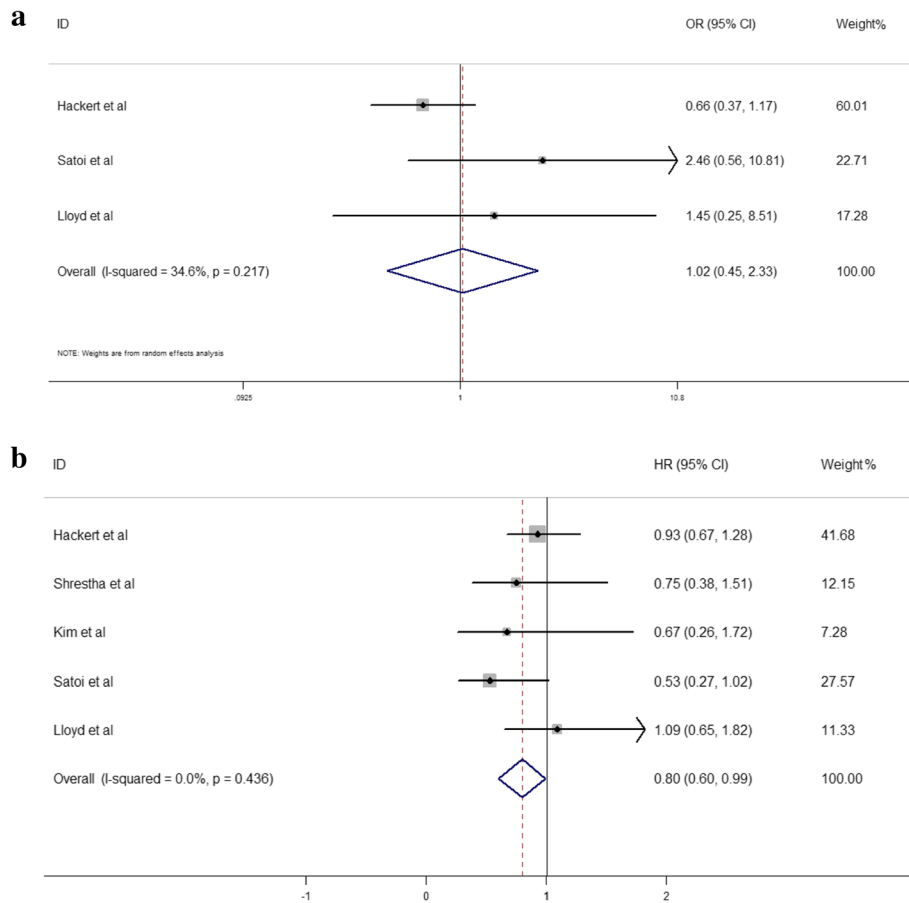 a
ID OR (95% CI) Weight%
Hackert et al 0.66 (0.37, 1.17) 60.01
Satoi et al 2.46 (0.56, 10.81) 22.71
Lloyd et al 1.45 (0.25, 8.51) 17.28
Overall (I-squared = 34.6%, p = 0.217) 1.02 (0.45, 2.33) 100.00
NOTE: Weights are from random effects analysis
.0925 1 10.8
b
ID HR (95% CI) Weight%
Hackert et al 0.93 (0.67, 1.28) 41.68
Shrestha et al 0.75 (0.38, 1.51) 12.15
Kim et al 0.67 (0.26, 1.72) 7.28
Satoi et al 0.53 (0.27, 1.02) 27.57
Lloyd et al 1.09 (0.65, 1.82) 11.33
Overall (I-squared = 0.0%, p = 0.436) 0.80 (0.60, 0.99) 100.00
-1 0 1 2